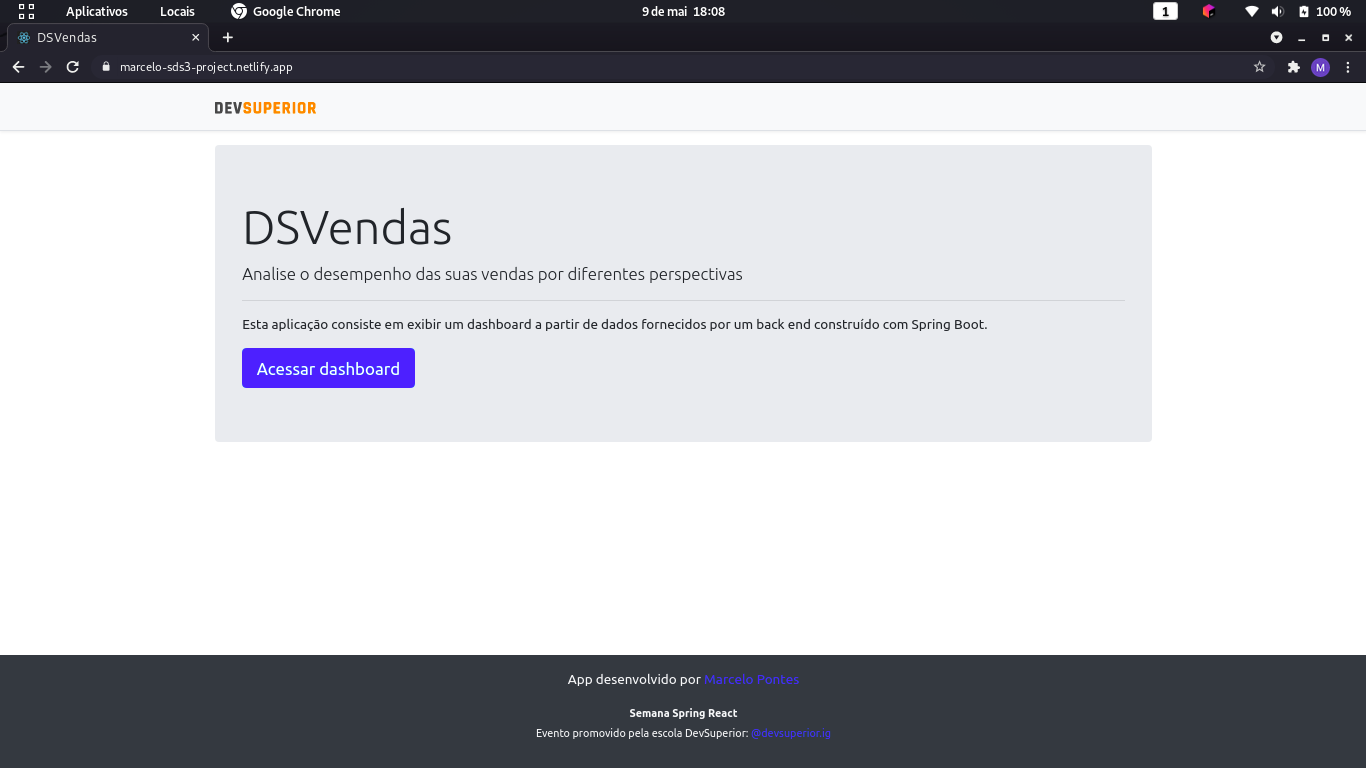 Aplicativos Locais Google Chrome 9 de mai 18:08 1 100 %
DSVendas
marcelo-sds3-project.netlify.app M
DEVSUPERIOR
DSVendas
Analise o desempenho das suas vendas por diferentes perspectivas
Esta aplicação consiste em exibir um dashboard a partir de dados fornecidos por um back end construído com Spring Boot.
Acessar dashboard
App desenvolvido por Marcelo Pontes
Semana Spring React
Evento promovido pela escola DevSuperior: @devsuperior.ig